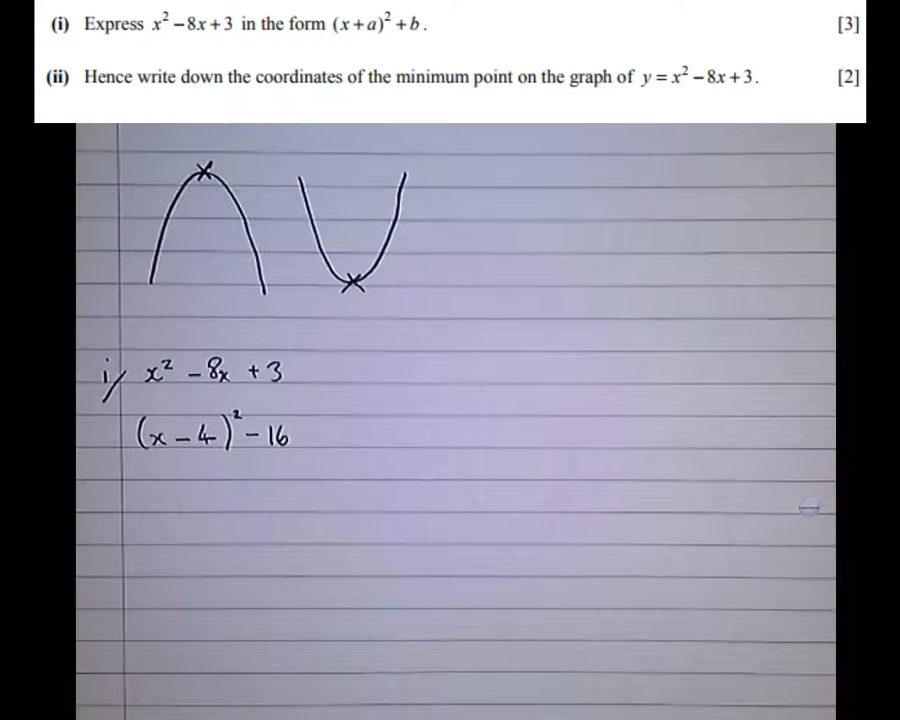 (i) Express x² – 8x + 3 in the form (x + a)² + b. [3]
(ii) Hence write down the coordinates of the minimum point on the graph of y = x² – 8x + 3. [2]
i/ x² – 8x + 3
(x – 4)² – 16